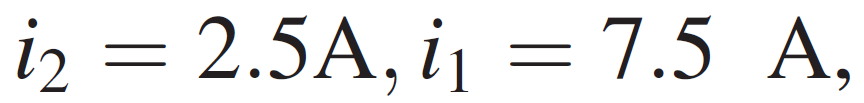 i₂ = 2.5A, i₁ = 7.5 A,